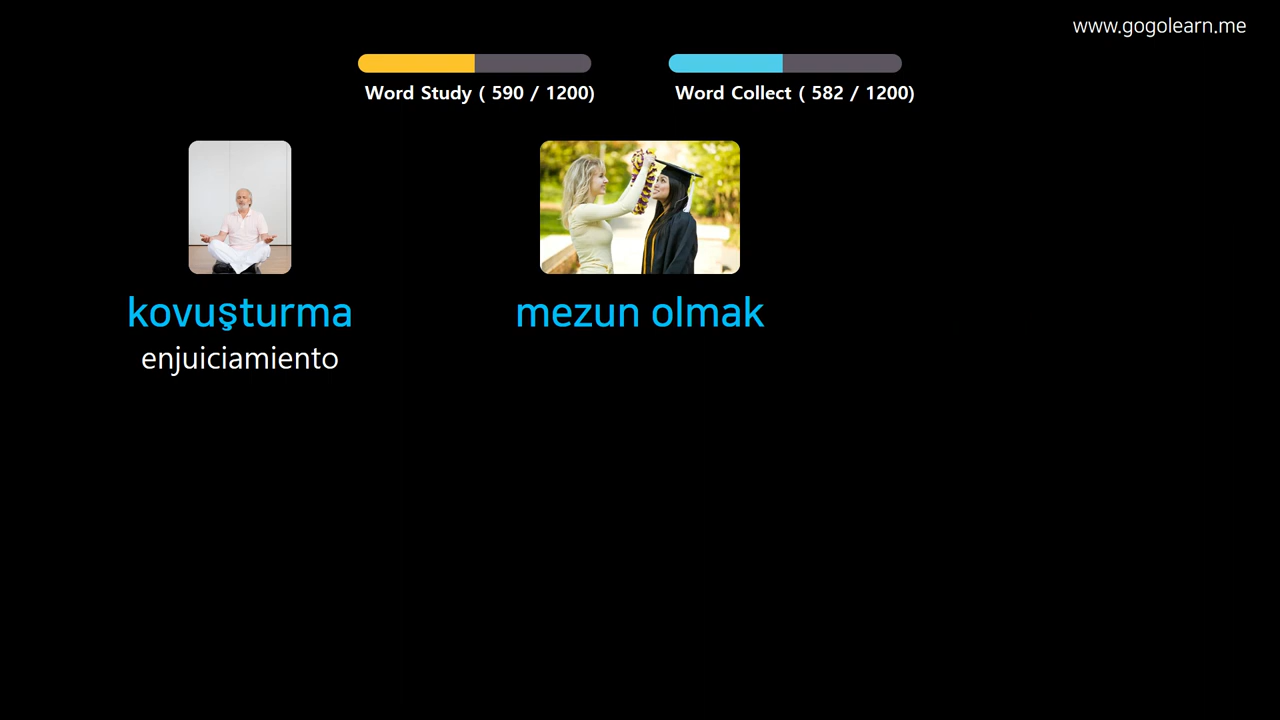 www.gogolearn.me
Word Study ( 590 / 1200)
Word Collect ( 582 / 1200)
kovuşturma
mezun olmak
enjuiciamiento